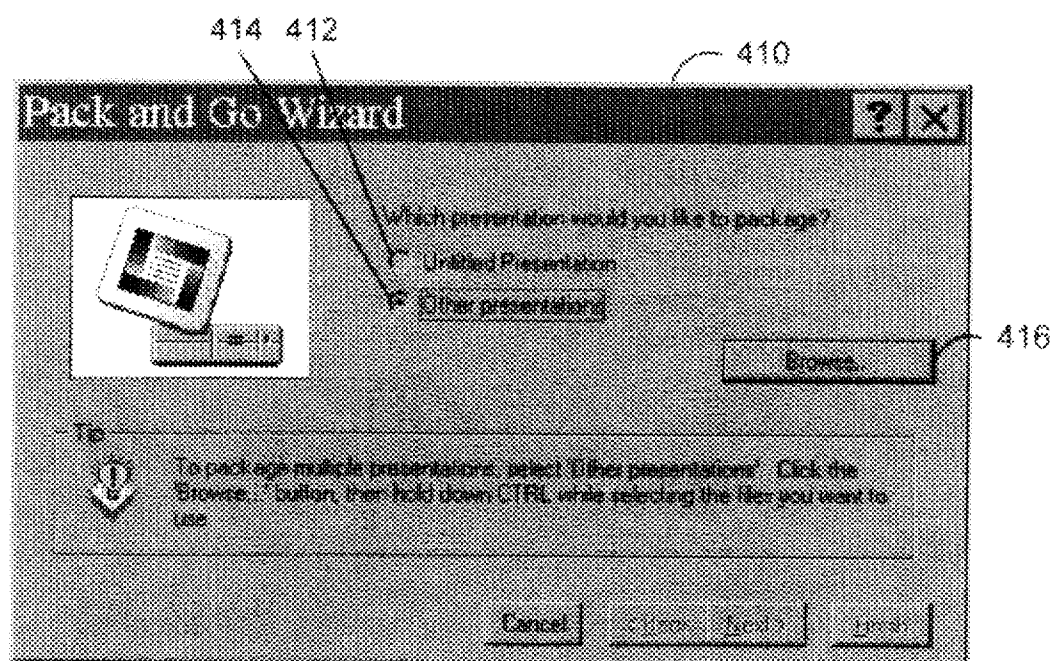 414 412
410
Pack and Go Wizard
Which presentation would you like to package?
Untitled Presentation
Other presentations
416
Browse...
Tip
To package multiple presentations, select 'Other presentations'. Click the
'Browse...' button, then hold down CTRL while selecting the files you want to
use.
Cancel < Back Next > Finish